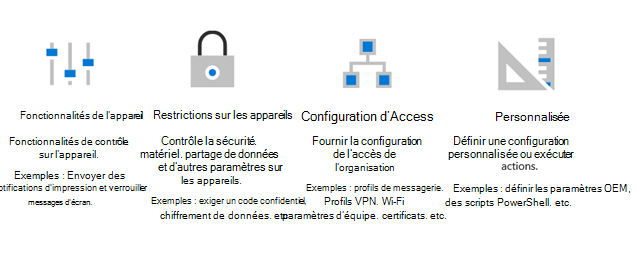 Fonctionnalités de l'appareil
Fonctionnalités de contrôle
sur l'appareil.
Exemples : Envoyez des
notifications d'impression et verrouiller
messages d'écran.
Restrictions sur les appareils
Contrôle la sécurité.
matériel. partage de données
et d'autres paramètres sur
les appareils.
Exemples : exiger un code confidentiel,
chiffrement de données. etc.
Configuration d'Access
Fournir la configuration
de l'accès de
l'organisation
Exemples : profils de messagerie.
Profils VPN. Wi-Fi
paramètres d'équipe. certificats. etc.
Personnalisée
Définir une configuration
personnalisée ou exécuter
actions.
Exemples : définir les paramètres OEM,
des scripts PowerShell. etc.